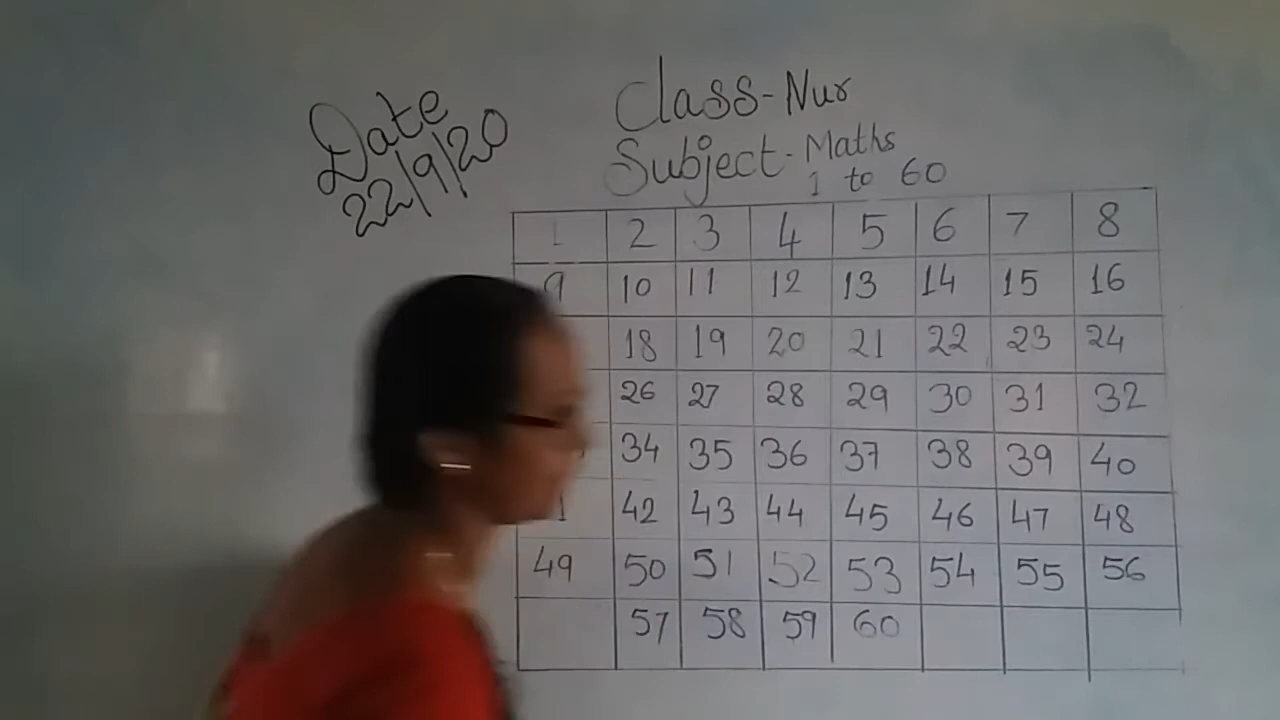 Date
22/9/20
Class-Nur
Subject-Maths
1 to 60
1 2 3 4 5 6 7 8
9 10 11 12 13 14 15 16
18 19 20 21 22 23 24
26 27 28 29 30 31 32
34 35 36 37 38 39 40
42 43 44 45 46 47 48
49 50 51 52 53 54 55 56
57 58 59 60